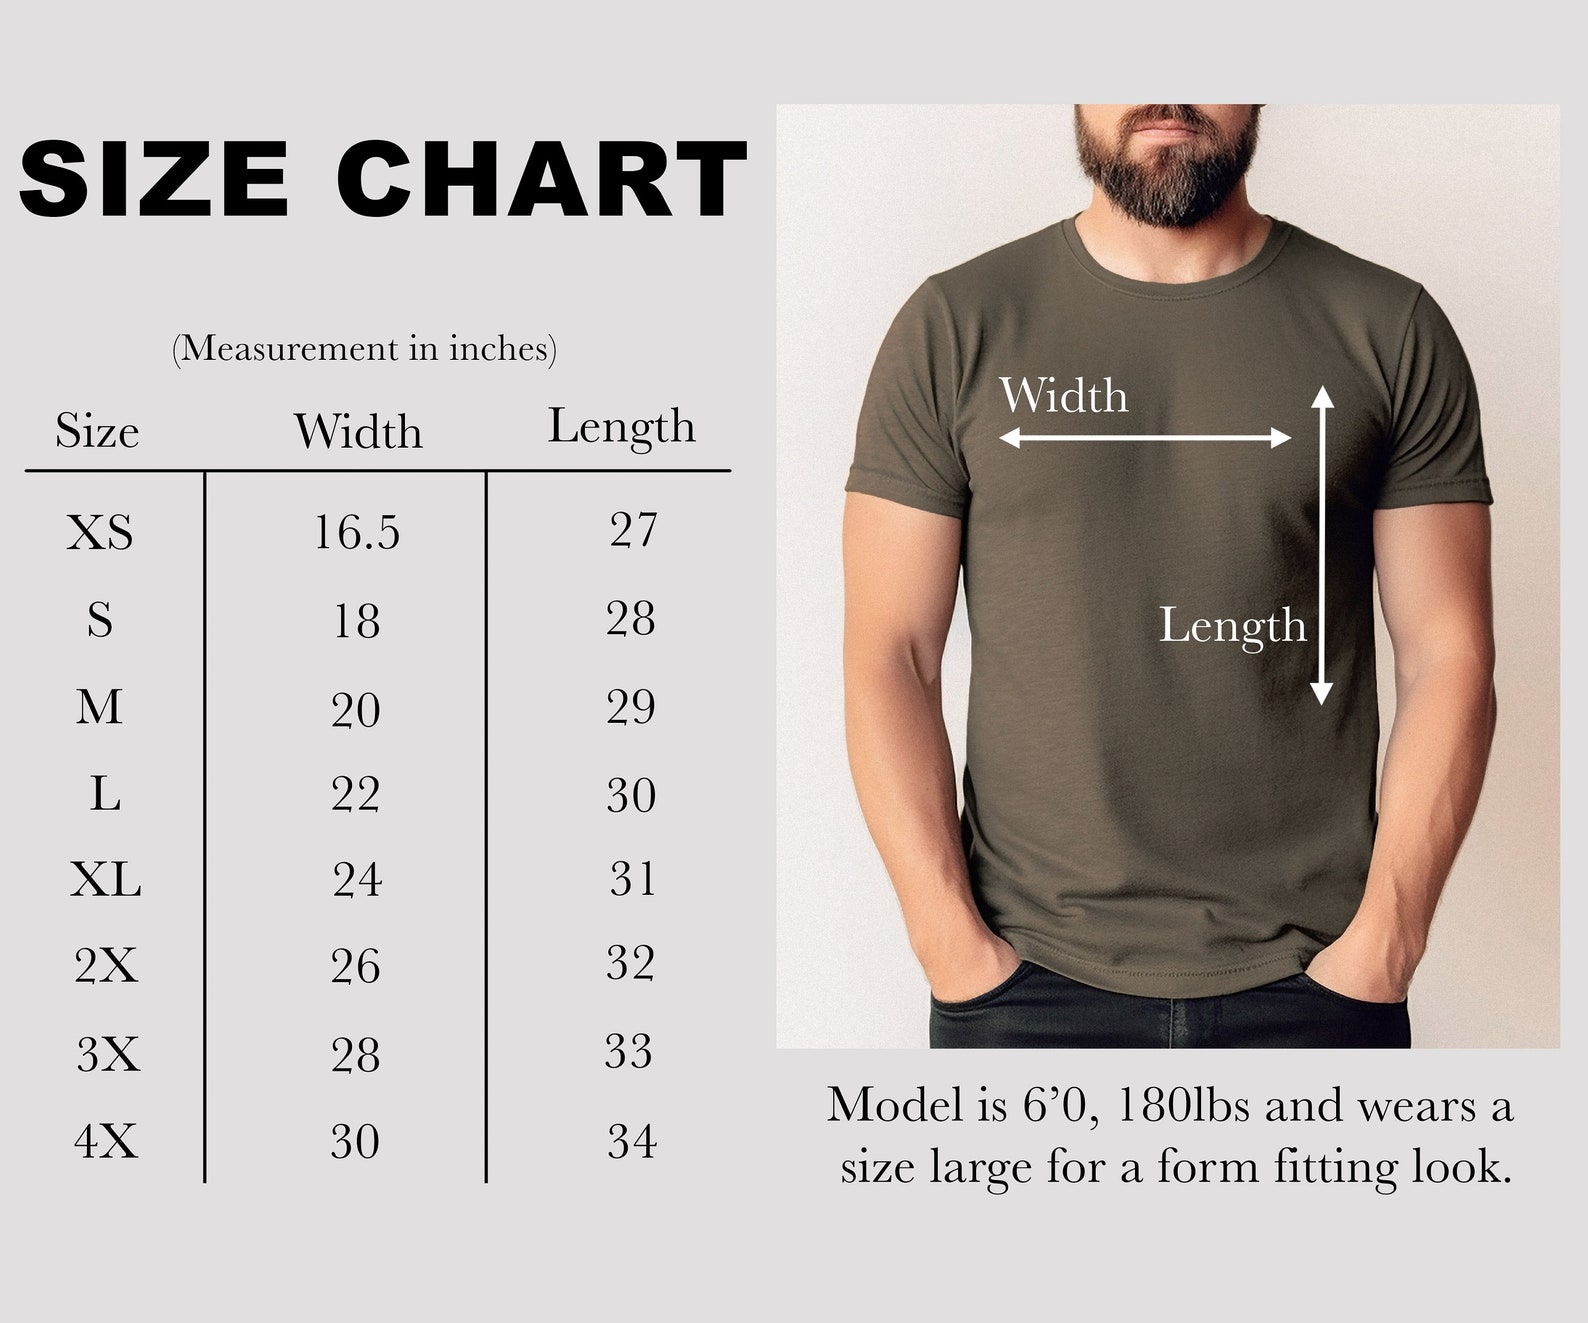 SIZE CHART
(Measurement in inches)
Size Width Length
XS 16.5 27
S 18 28
M 20 29
L 22 30
XL 24 31
2X 26 32
3X 28 33
4X 30 34
Width
Length
Model is 6’0, 180lbs and wears a
size large for a form fitting look.